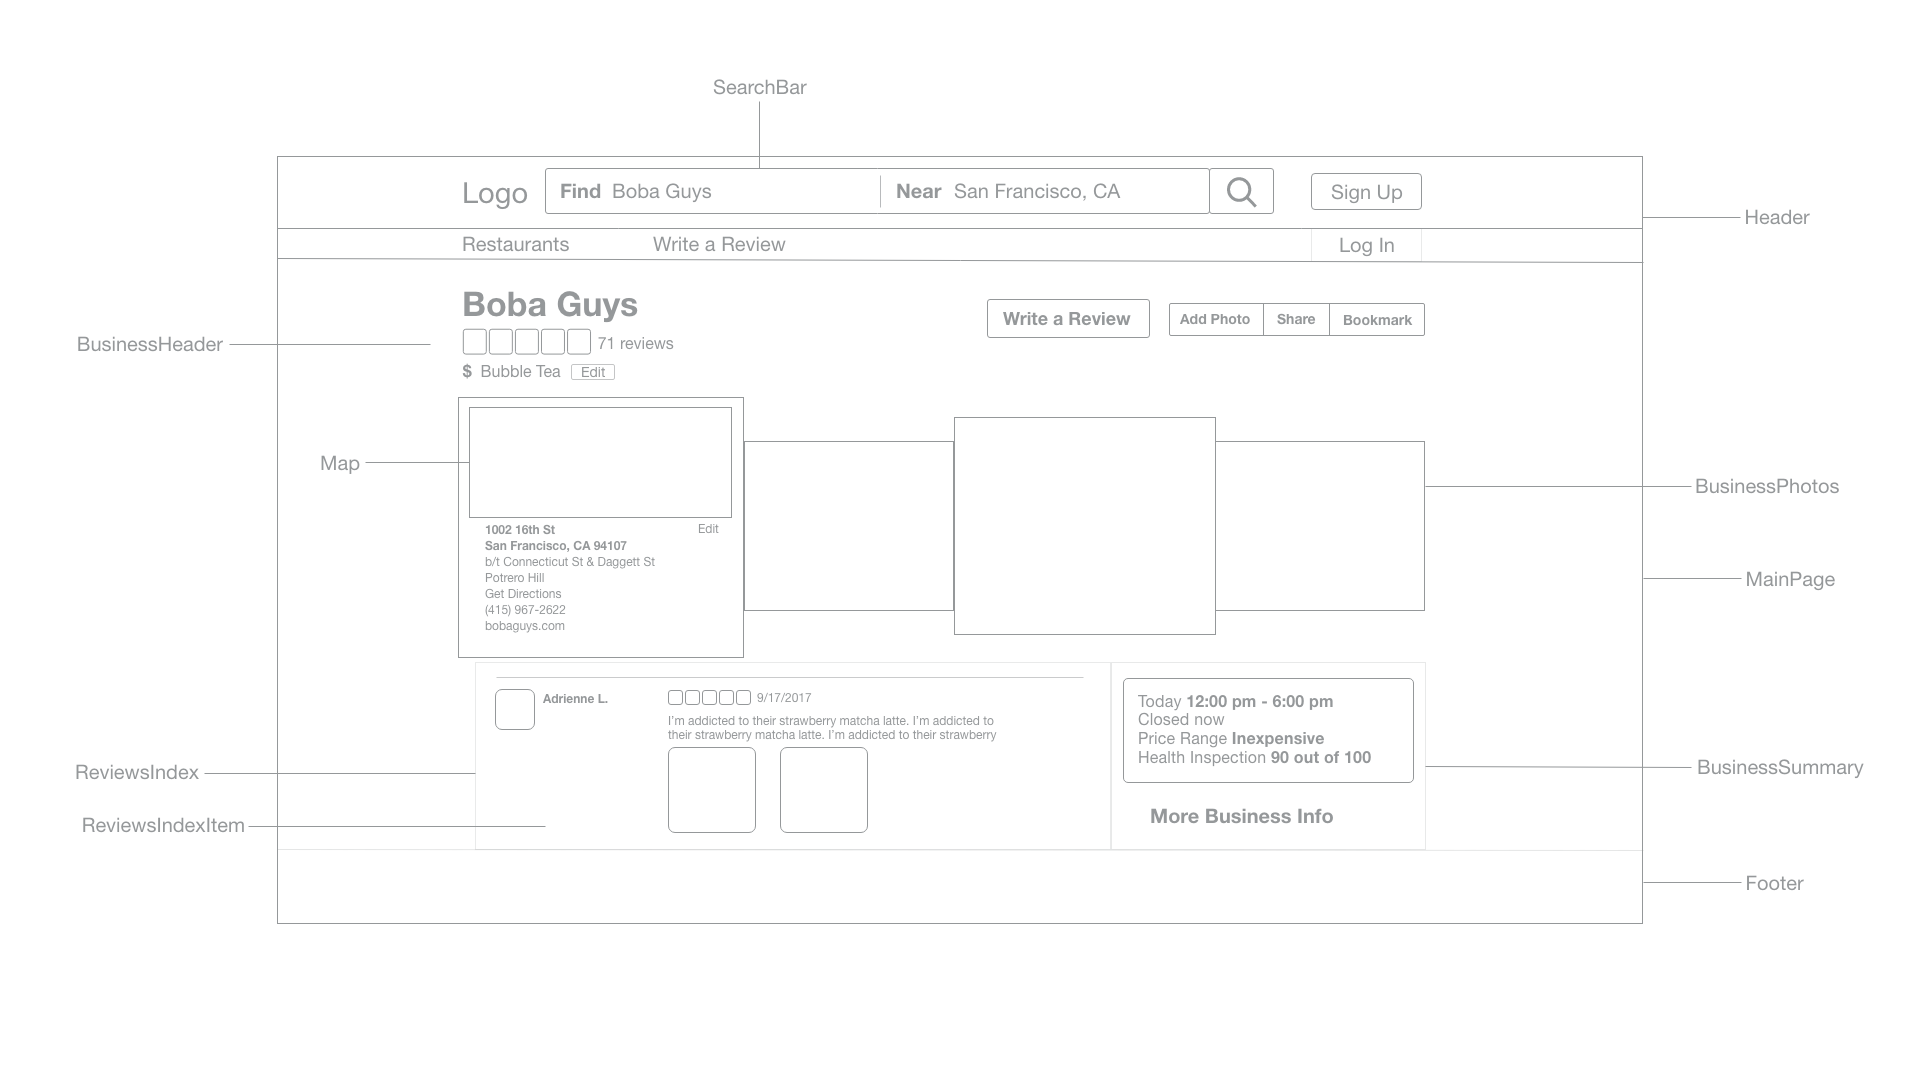 SearchBar
Logo
Find Boba Guys
Near San Francisco, CA
Sign Up
Header
Restaurants
Write a Review
Log In
Boba Guys
Write a Review
Add Photo
Share
Bookmark
BusinessHeader
71 reviews
$ Bubble Tea
Edit
Map
BusinessPhotos
1002 16th St
Edit
San Francisco, CA 94107
b/t Connecticut St & Daggett St
Potrero Hill
Get Directions
(415) 967-2622
bobaguys.com
MainPage
Adrienne L.
9/17/2017
I'm addicted to their strawberry matcha latte. I'm addicted to
their strawberry matcha latte. I'm addicted to their strawberry
Today 12:00 pm - 6:00 pm
Closed now
Price Range Inexpensive
Health Inspection 90 out of 100
More Business Info
ReviewsIndex
BusinessSummary
ReviewsIndexItem
Footer